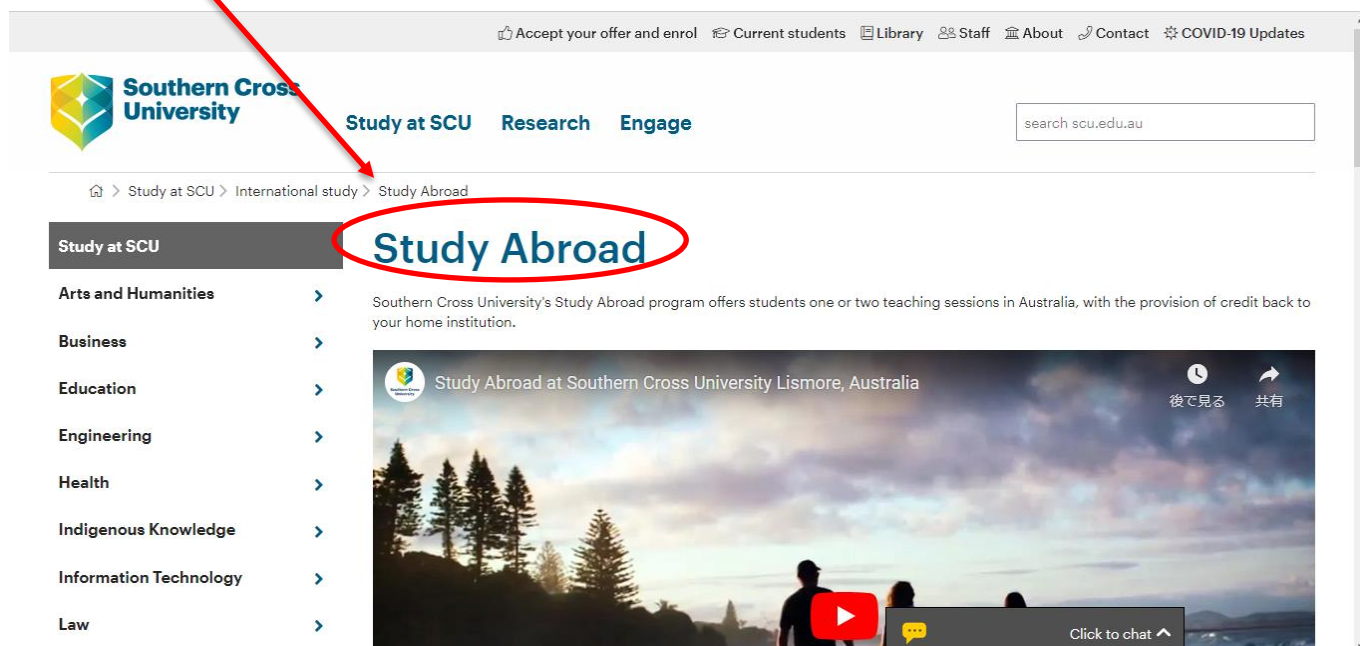 Accept your offer and enrol Current students Library Staff About Contact COVID-19 Updates
Southern Cross
University
Study at SCU Research Engage
search scu.edu.au
Study at SCU > International study > Study Abroad
Study at SCU
Study Abroad
Arts and Humanities
Southern Cross University's Study Abroad program offers students one or two teaching sessions in Australia, with the provision of credit back to
your home institution.
Business
Education
Engineering
Health
Indigenous Knowledge
Information Technology
Law
Study Abroad at Southern Cross University Lismore, Australia
後で見る 共有
Click to chat